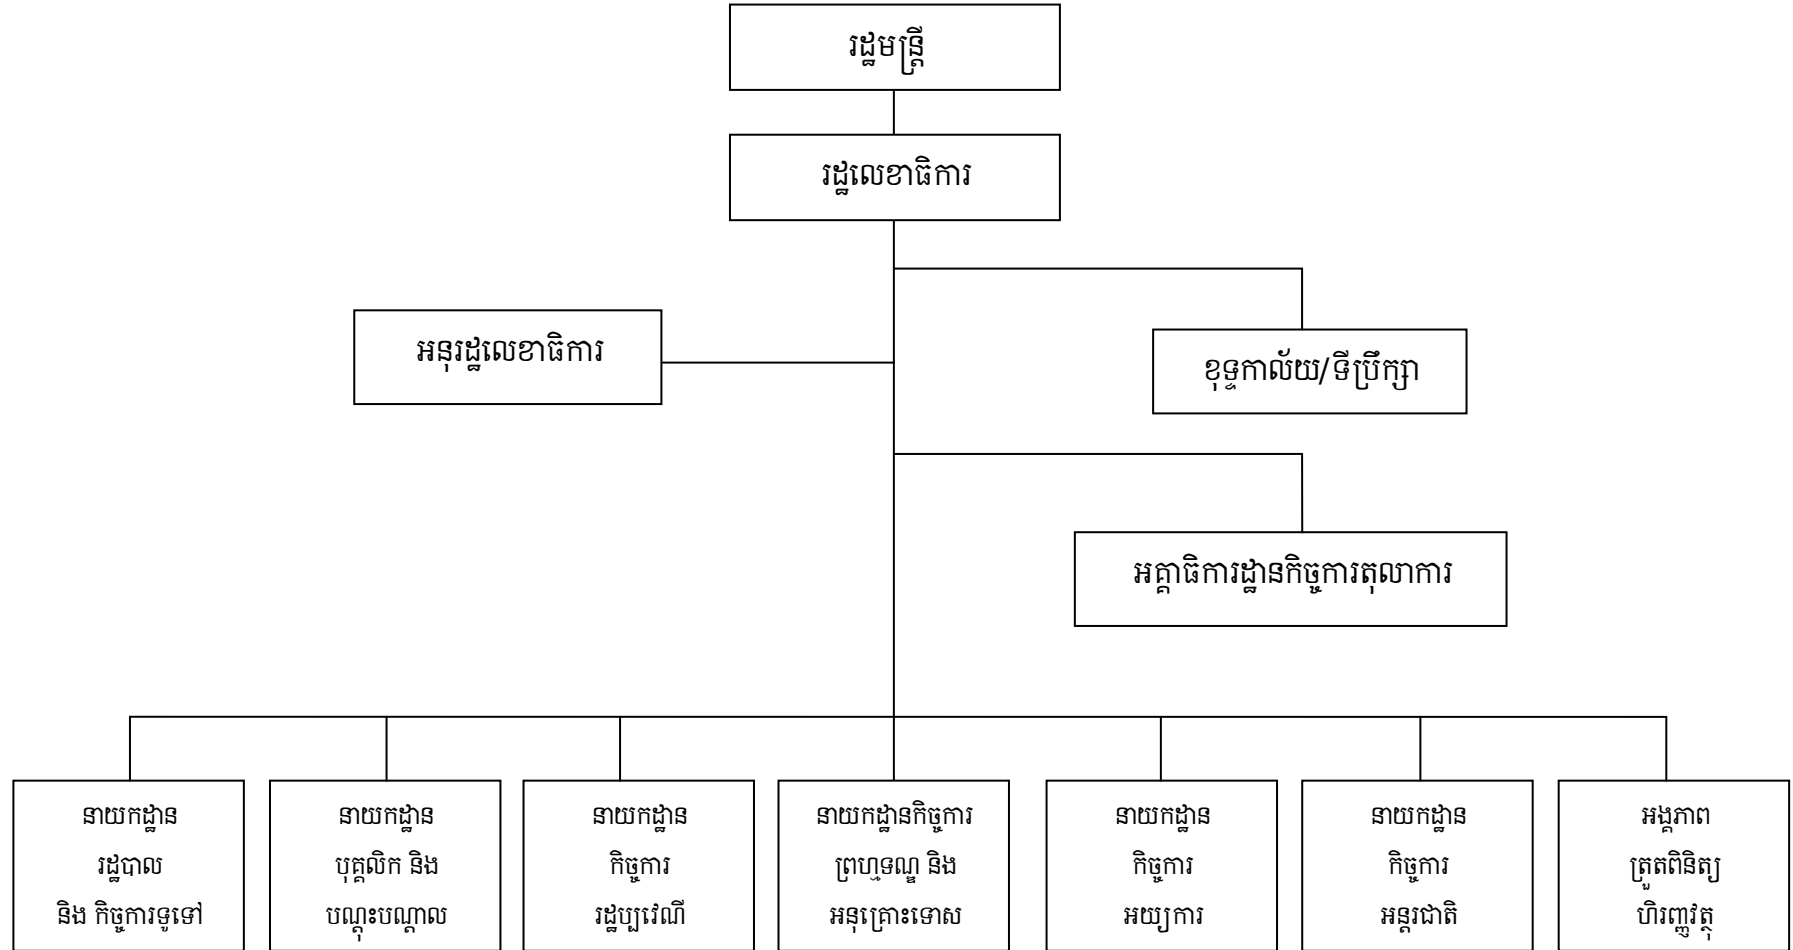 រដ្ឋមន្ត្រី
រដ្ឋលេខាធិការ
អនុរដ្ឋលេខាធិការ
ខុទ្ទកាល័យ/ទីប្រឹក្សា
អគ្គាធិការដ្ឋានកិច្ចការតុលាការ
នាយកដ្ឋាន
រដ្ឋបាល
និង កិច្ចការទូទៅ
នាយកដ្ឋាន
បុគ្គលិក និង
បណ្តុះបណ្តាល
នាយកដ្ឋាន
កិច្ចការ
រដ្ឋប្បវេណី
នាយកដ្ឋានកិច្ចការ
ព្រហ្មទណ្ឌ និង
អនុគ្រោះទោស
នាយកដ្ឋាន
កិច្ចការ
អយ្យការ
នាយកដ្ឋាន
កិច្ចការ
អន្តរជាតិ
អង្គភាព
ត្រួតពិនិត្យ
ហិរញ្ញវត្ថុ